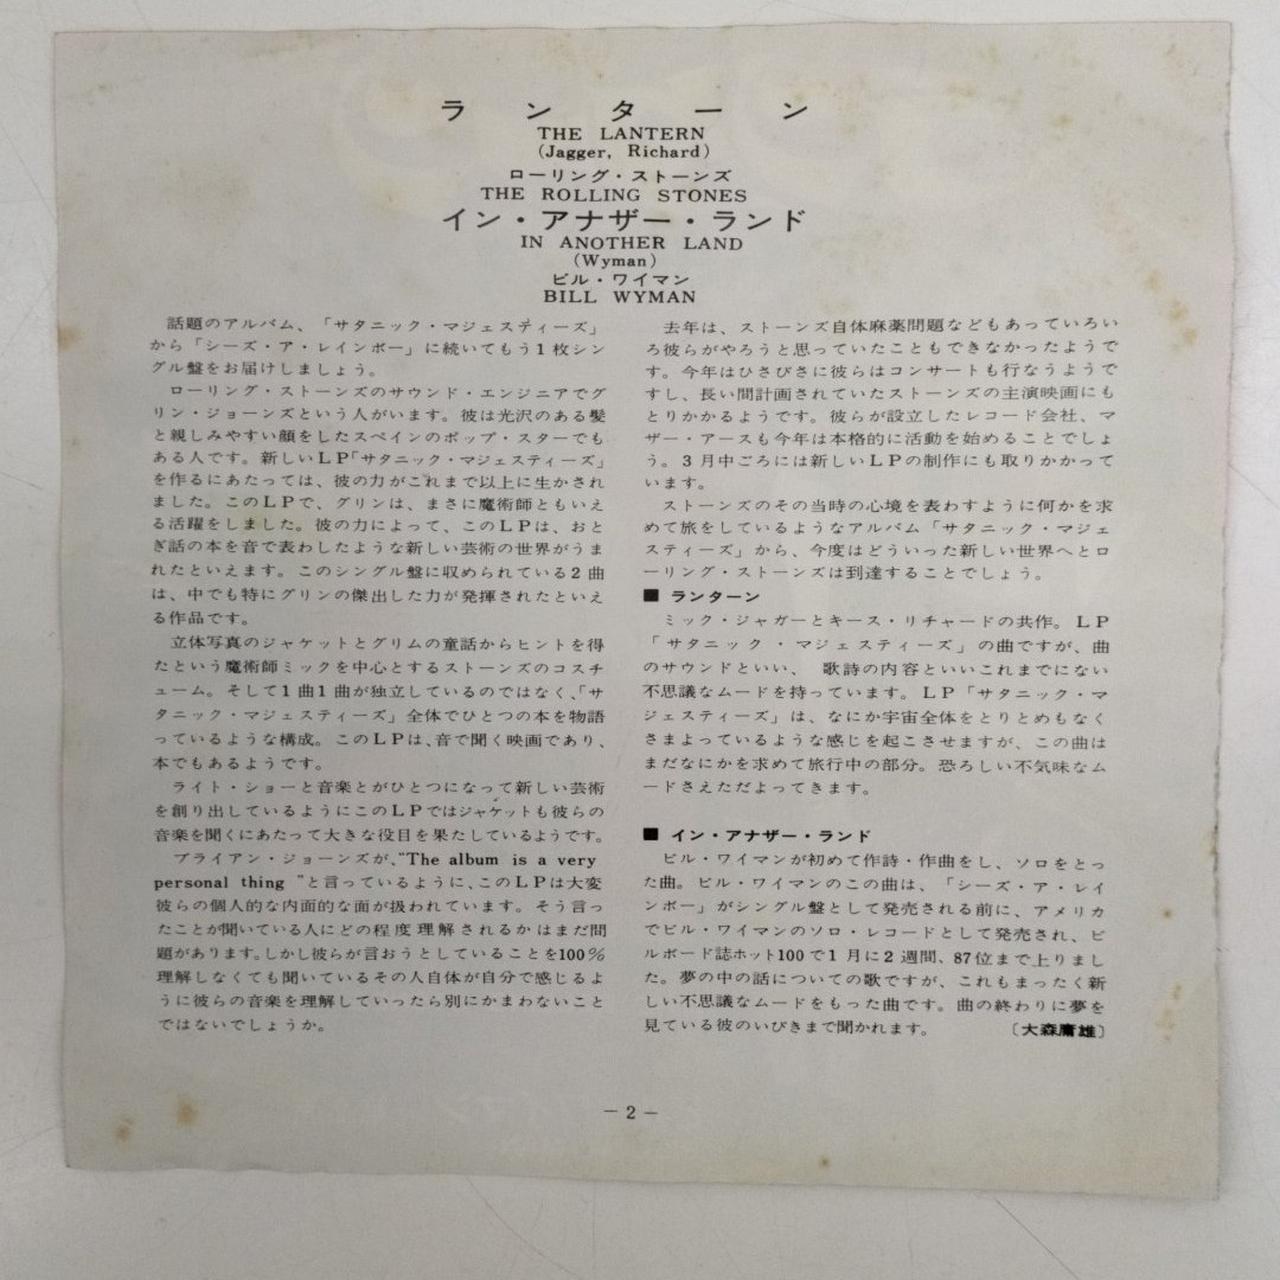 ランターン
THE LANTERN
(Jagger, Richard)
ローリング・ストーンズ
THE ROLLING STONES
イン・アナザー・ランド
IN ANOTHER LAND
(Wyman)
ビル・ワイマン
BILL WYMAN
話題のアルバム、「サタニック・マジェスティーズ」
から「シーズ・ア・レインボー」に続いてもう1枚シン
グル盤をお届けしましょう。
ローリング・ストーンズのサウンド・エンジニアでグ
リン・ジョーンズという人がいます。彼は光沢のある髪
と親しみやすい顔をしたスペインのポップ・スターでも
ある人です。新しいLP「サタニック・マジェスティーズ」
を作るにあたっては、彼の力がこれまで以上に生かされ
ました。このLPで、グリンは、まさに魔術師ともいえ
る活躍をしました。彼の力によって、このLPは、おと
ぎ話の本を音で表わしたような新しい芸術の世界がうま
れたといえます。このシングル盤に収められている2曲
は、中でも特にグリンの傑出した力が発揮されたといえ
る作品です。
立体写真のジャケットとグリムの童話からヒントを得
たという魔術師ミックを中心とするストーンズのコスチ
ューム。そして1曲1曲が独立しているのではなく、「サ
タニック・マジェスティーズ」全体でひとつの本を物語
っているような構成。このLPは、音で聞く映画であり、
本でもあるようです。
ライト・ショーと音楽とがひとつになって新しい芸術
を創り出しているようにこのLPではジャケットも彼らの
音楽を聞くにあたって大きな役目を果たしているようです。
ブライアン・ジョーンズが、"The album is a very
personal thing "と言っているように、このLPは大変
彼らの個人的な内面的な面が扱われています。そう言っ
たことが聞いている人にどの程度理解されるかはまだ問
題があります。しかし彼らが言おうとしていることを100%
理解しなくても聞いているその人自体が自分で感じるよ
うに彼らの音楽を理解していったら別にかまわないこと
ではないでしょうか。
去年は、ストーンズ自体麻薬問題などもあっていろい
ろ彼らがやろうと思っていたこともできなかったようで
す。今年はひさびさに彼らはコンサートも行なうようで
すし、長い間計画されていたストーンズの主演映画にも
とりかかるようです。彼らが設立したレコード会社、マ
ザー・アースも今年は本格的に活動を始めることでしょ
う。3月中ごろには新しいLPの制作にも取りかかって
います。
ストーンズのその当時の心境を表わすように何かを求
めて旅をしているようなアルバム「サタニック・マジェ
スティーズ」から、今度はどういった新しい世界へとロ
ーリング・ストーンズは到達することでしょう。
■ ランターン
ミック・ジャガーとキース・リチャードの共作。LP
「サタニック・マジェスティーズ」の曲ですが、曲
のサウンドといい、歌詩の内容といいこれまでにない
不思議なムードを持っています。LP「サタニック・マ
ジェスティーズ」は、なにか宇宙全体をとりとめもなく
さまよっているような感じを起こさせますが、この曲は
まだなにかを求めて旅行中の部分。恐ろしい不気味なム
ードさえただよってきます。
■ イン・アナザー・ランド
ビル・ワイマンが初めて作詩・作曲をし、ソロをとっ
た曲。ビル・ワイマンのこの曲は、「シーズ・ア・レイ
ンボー」がシングル盤として発売される前に、アメリカ
でビル・ワイマンのソロ・レコードとして発売され、ビ
ルボード誌ホット100で1月に2週間、87位まで上りまし
た。夢の中の話についての歌ですが、これもまったく新
しい不思議なムードをもった曲です。曲の終わりに夢を
見ている彼のいびきまで聞かれます。〔大森庸雄〕
－2－